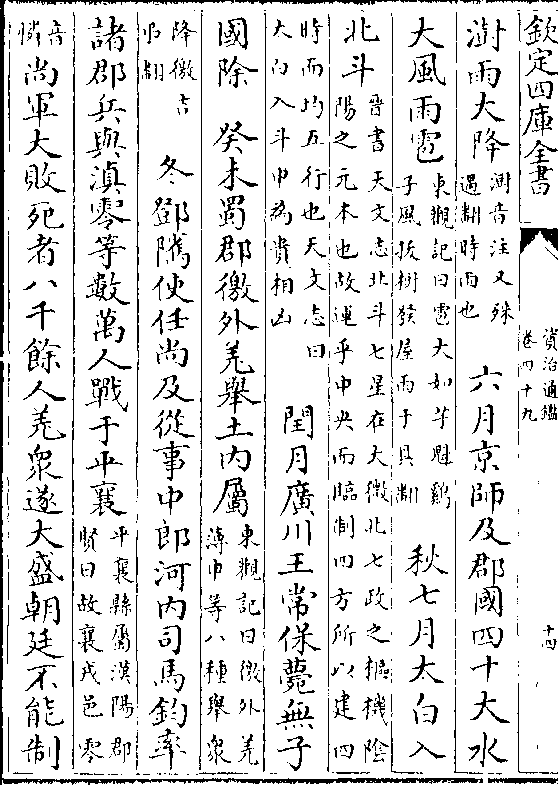 欽定四庫全書
資治通鑑
卷四十九
十四
澍雨大降
澍音注又殊
遇翻時雨也
六月京師及郡國四十大水
大風雨雹
東觀記曰雹大如芋魁雞
子風拔樹發屋雨于具翻
秋七月太白入
北斗
晉書天文志北斗七星在太微北七政之樞機陰
陽之元本也故運乎中央而臨制四方所以建四
時而均五行也天文志曰
太白入斗中為貴相凶
閏月廣川王常保薨無子
國除
癸未蜀郡徼外羌舉土内屬
東觀記曰徼外羌
薄申等八種舉衆
降徼吉
弔翻
冬鄧隲使任尚及從事中郎河内司馬鈞率
諸郡兵與滇零等數萬人戰于平襄
平襄縣屬漢陽郡
賢曰故襄戎邑零
音
憐
尚軍大敗死者八千餘人羌衆遂大盛朝廷不能制